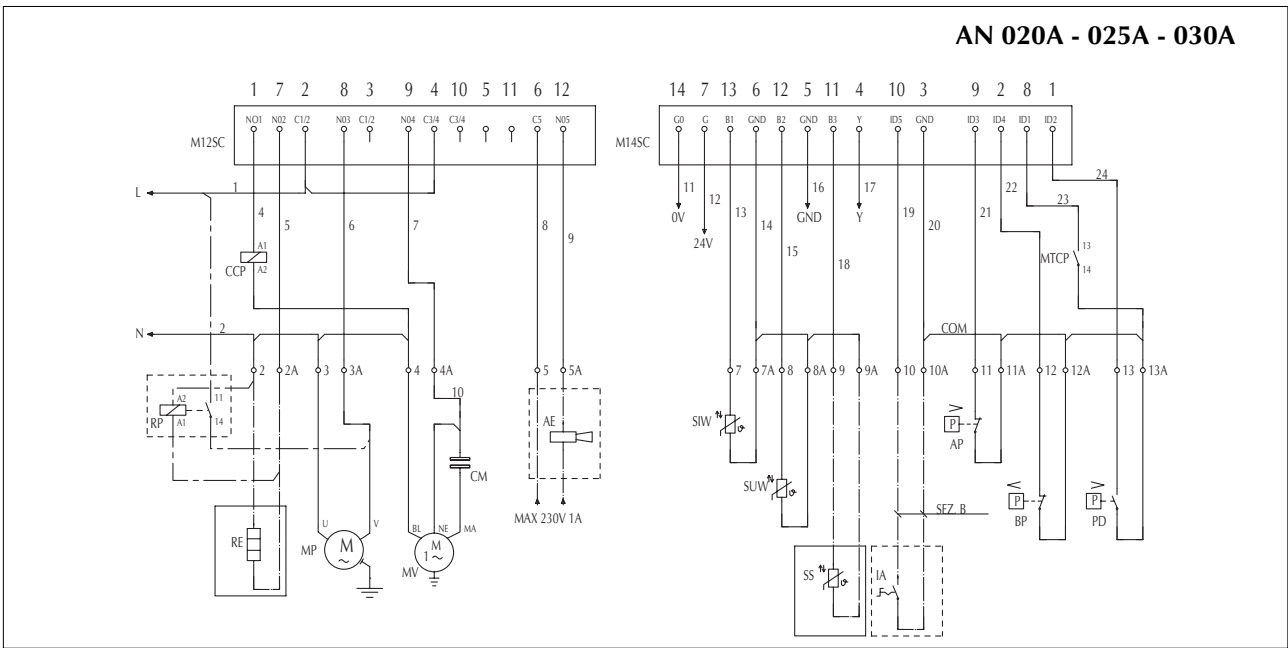 AN 020A - 025A - 030A
1 7 2 8 3 9 4 10 5 11 6 12
NO1 N02 C1/2 N03 C1/2 N04 C3/4 C3/4 C5 N05
M12SC
14 7 13 6 12 5 11 4 10 3 9 2 8 1
G0 G B1 GND B2 GND B3 Y ID5 GND ID3 ID4 ID1 ID2
M14SC
L 1
4 5 6 7 8 9
11 0V
12 24V
13 14 15
16 GND
17 Y
18 19 20 21 22 23 24
CCP A1 A2
MTCP 13 14
N 2
COM
2 2A 3 3A 4 4A 5 5A
7 7A 8 8A 9 9A 10 10A 11 11A 12 12A 13 13A
10
RP A2 A1 11 14
AE
CM
MAX 230V 1A
RE
U V
MP M ~
BL NE MA
MV M 1 ~
SIW
SUW
SS
IA
SEZ. B
P > AP
P < BP
P > PD